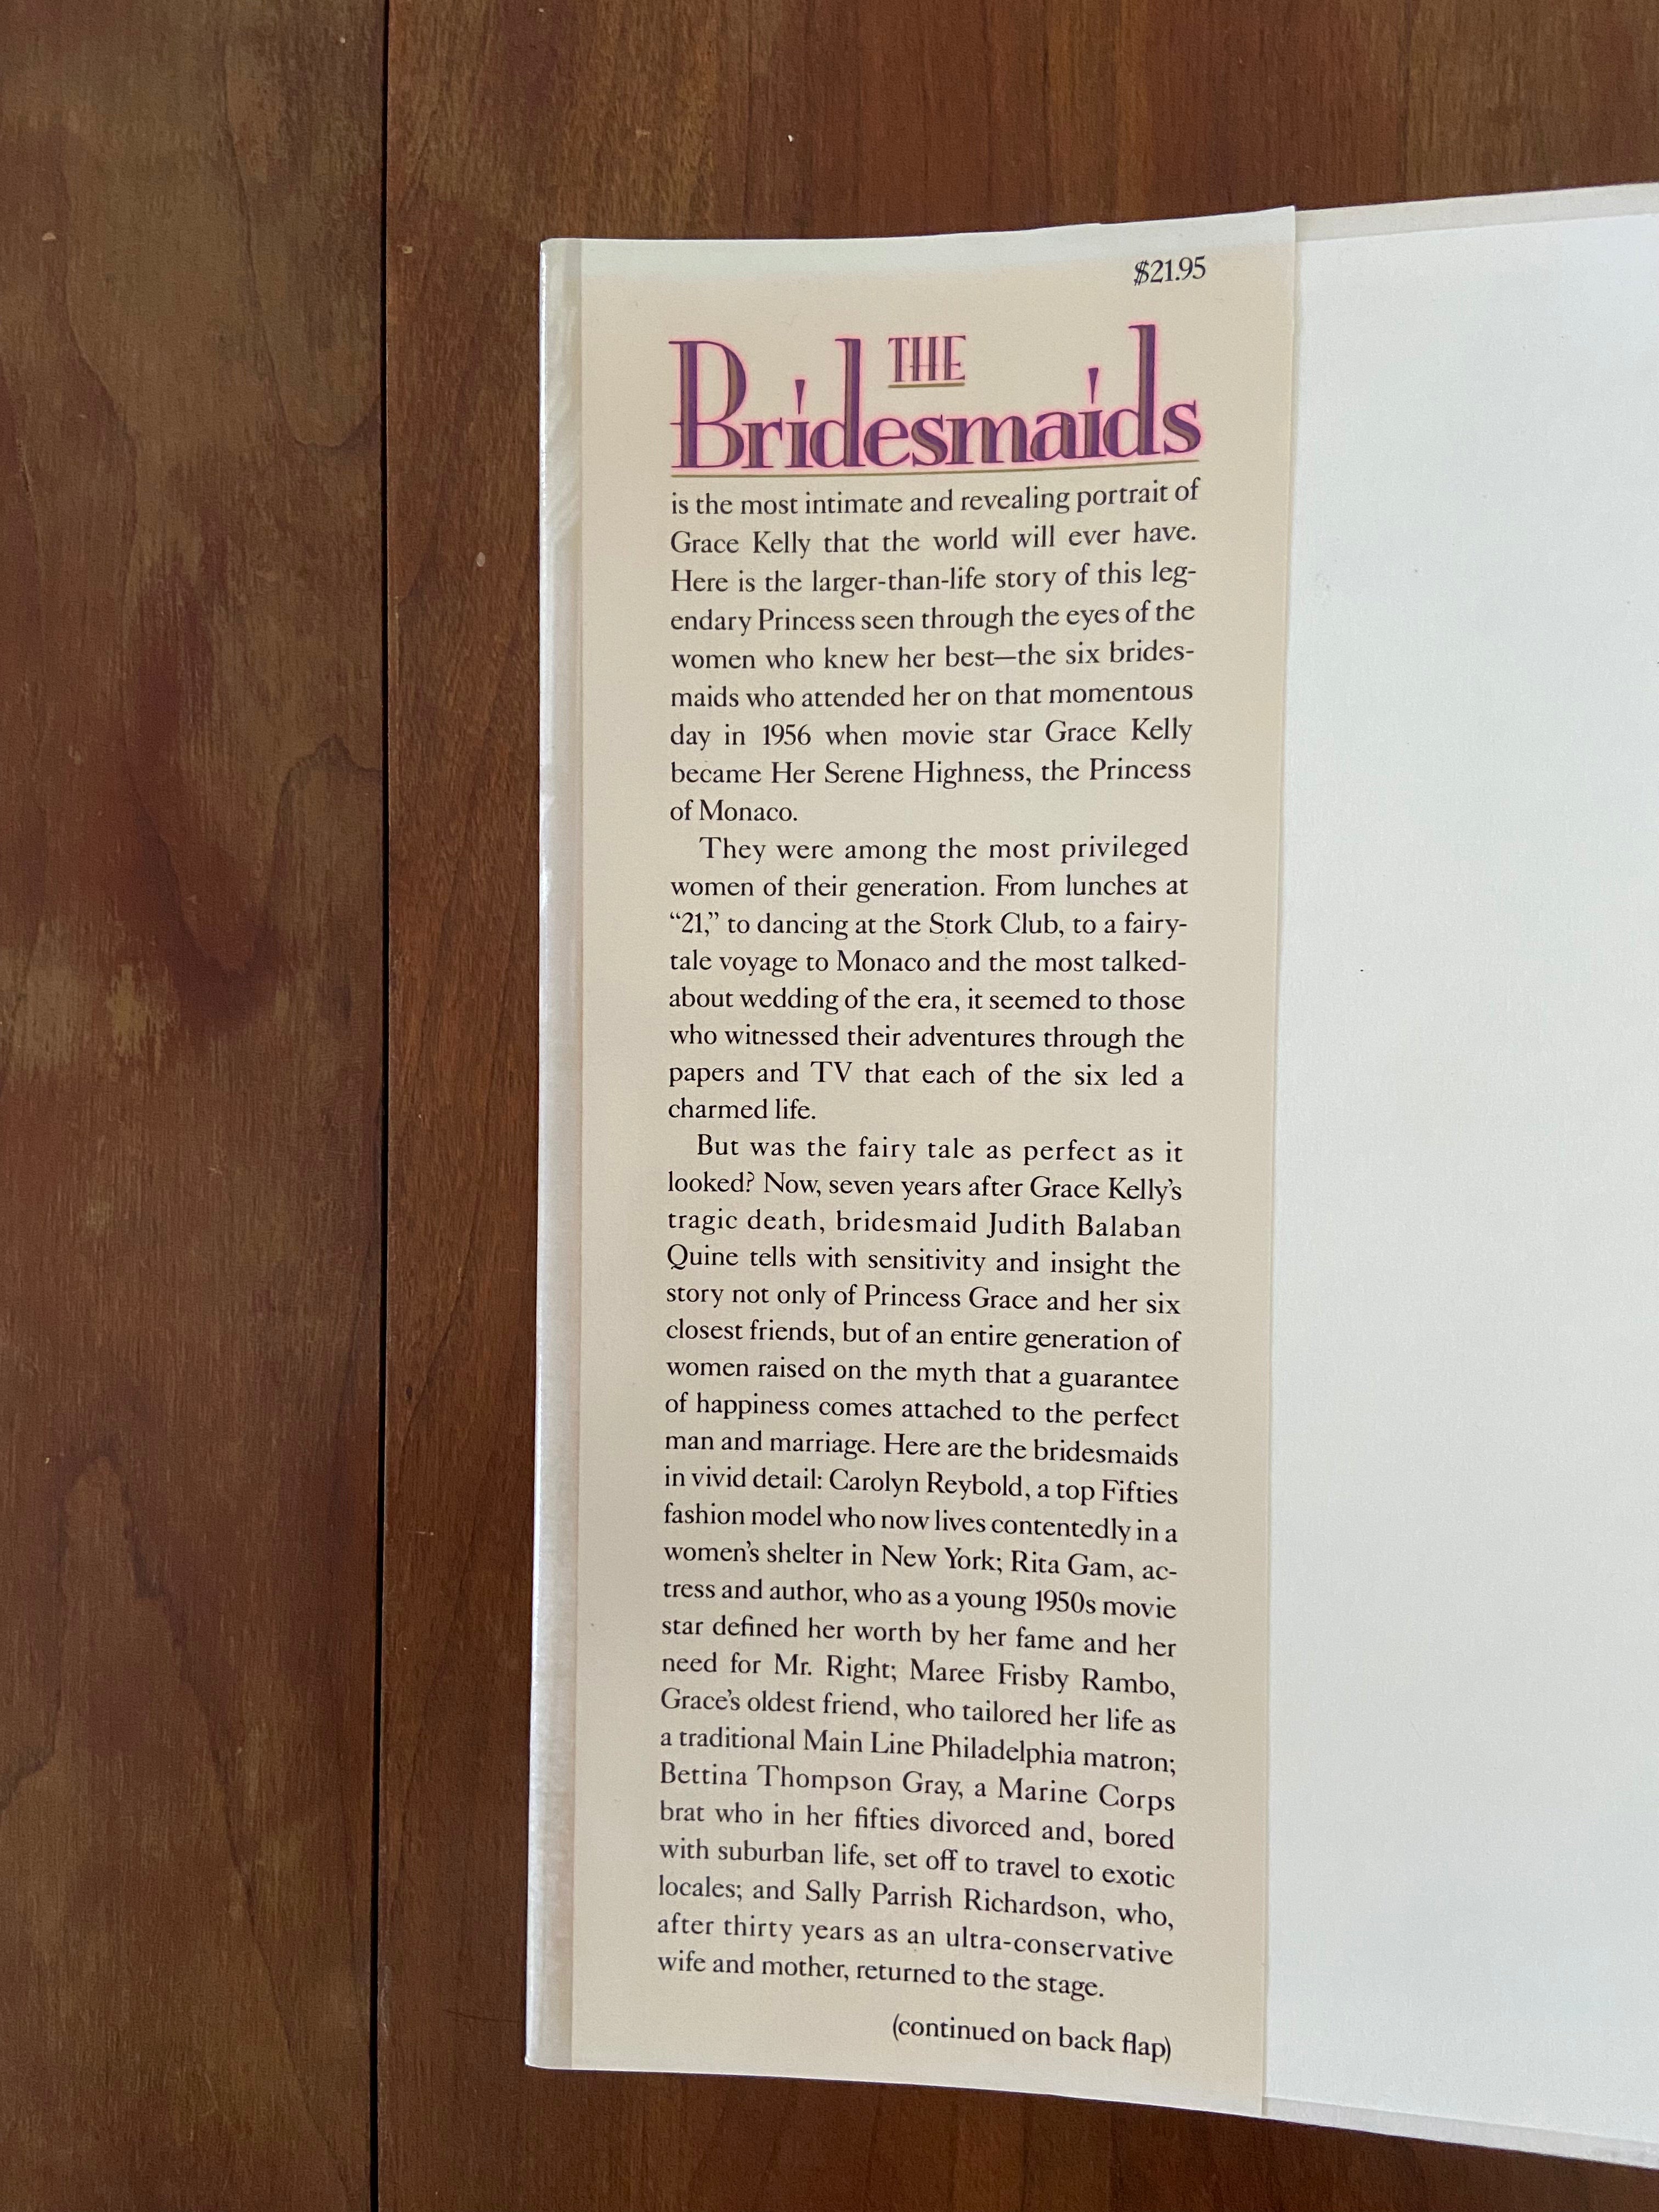 $21.95
THE
Bridesmaids
is the most intimate and revealing portrait of
Grace Kelly that the world will ever have.
Here is the larger-than-life story of this leg-
endary Princess seen through the eyes of the
women who knew her best—the six brides-
maids who attended her on that momentous
day in 1956 when movie star Grace Kelly
became Her Serene Highness, the Princess
of Monaco.
They were among the most privileged
women of their generation. From lunches at
“21,” to dancing at the Stork Club, to a fairy-
tale voyage to Monaco and the most talked-
about wedding of the era, it seemed to those
who witnessed their adventures through the
papers and TV that each of the six led a
charmed life.
But was the fairy tale as perfect as it
looked? Now, seven years after Grace Kelly’s
tragic death, bridesmaid Judith Balaban
Quine tells with sensitivity and insight the
story not only of Princess Grace and her six
closest friends, but of an entire generation of
women raised on the myth that a guarantee
of happiness comes attached to the perfect
man and marriage. Here are the bridesmaids
in vivid detail: Carolyn Reybold, a top Fifties
fashion model who now lives contentedly in a
women’s shelter in New York; Rita Gam, ac-
tress and author, who as a young 1950s movie
star defined her worth by her fame and her
need for Mr. Right; Maree Frisby Rambo,
Grace’s oldest friend, who tailored her life as
a traditional Main Line Philadelphia matron;
Bettina Thompson Gray, a Marine Corps
brat who in her fifties divorced and, bored
with suburban life, set off to travel to exotic
locales; and Sally Parrish Richardson, who,
after thirty years as an ultra-conservative
wife and mother, returned to the stage.
(continued on back flap)